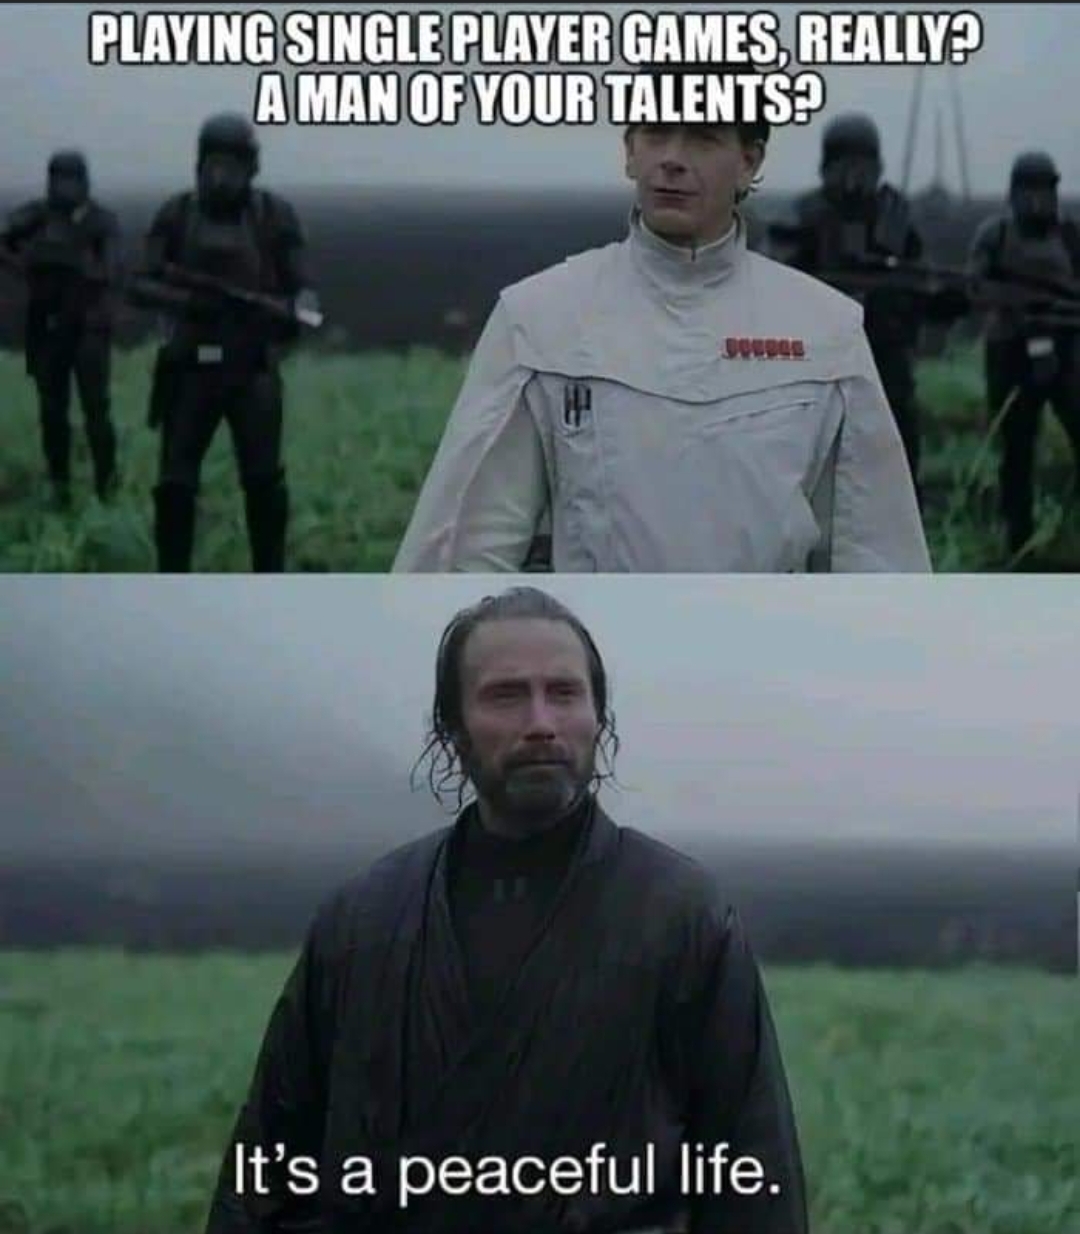 PLAYING SINGLE PLAYER GAMES, REALLY?
A MAN OF YOUR TALENTS?
It's a peaceful life.